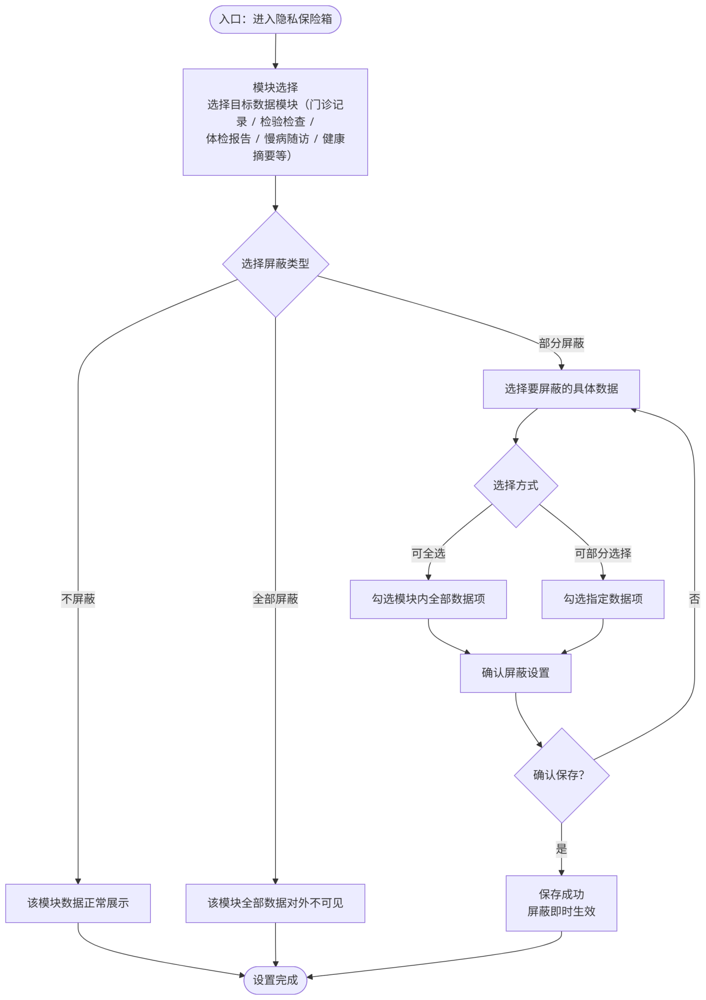 入口：进入隐私保险箱
模块选择
选择目标数据模块（门诊记
录 / 检验检查 /
体检报告 / 慢病随访 / 健康
摘要等）
选择屏蔽类型
部分屏蔽
选择要屏蔽的具体数据
选择方式
可全选
可部分选择
不屏蔽
全部屏蔽
勾选模块内全部数据项
勾选指定数据项
否
确认屏蔽设置
确认保存？
是
该模块数据正常展示
该模块全部数据对外不可见
保存成功
屏蔽即时生效
设置完成